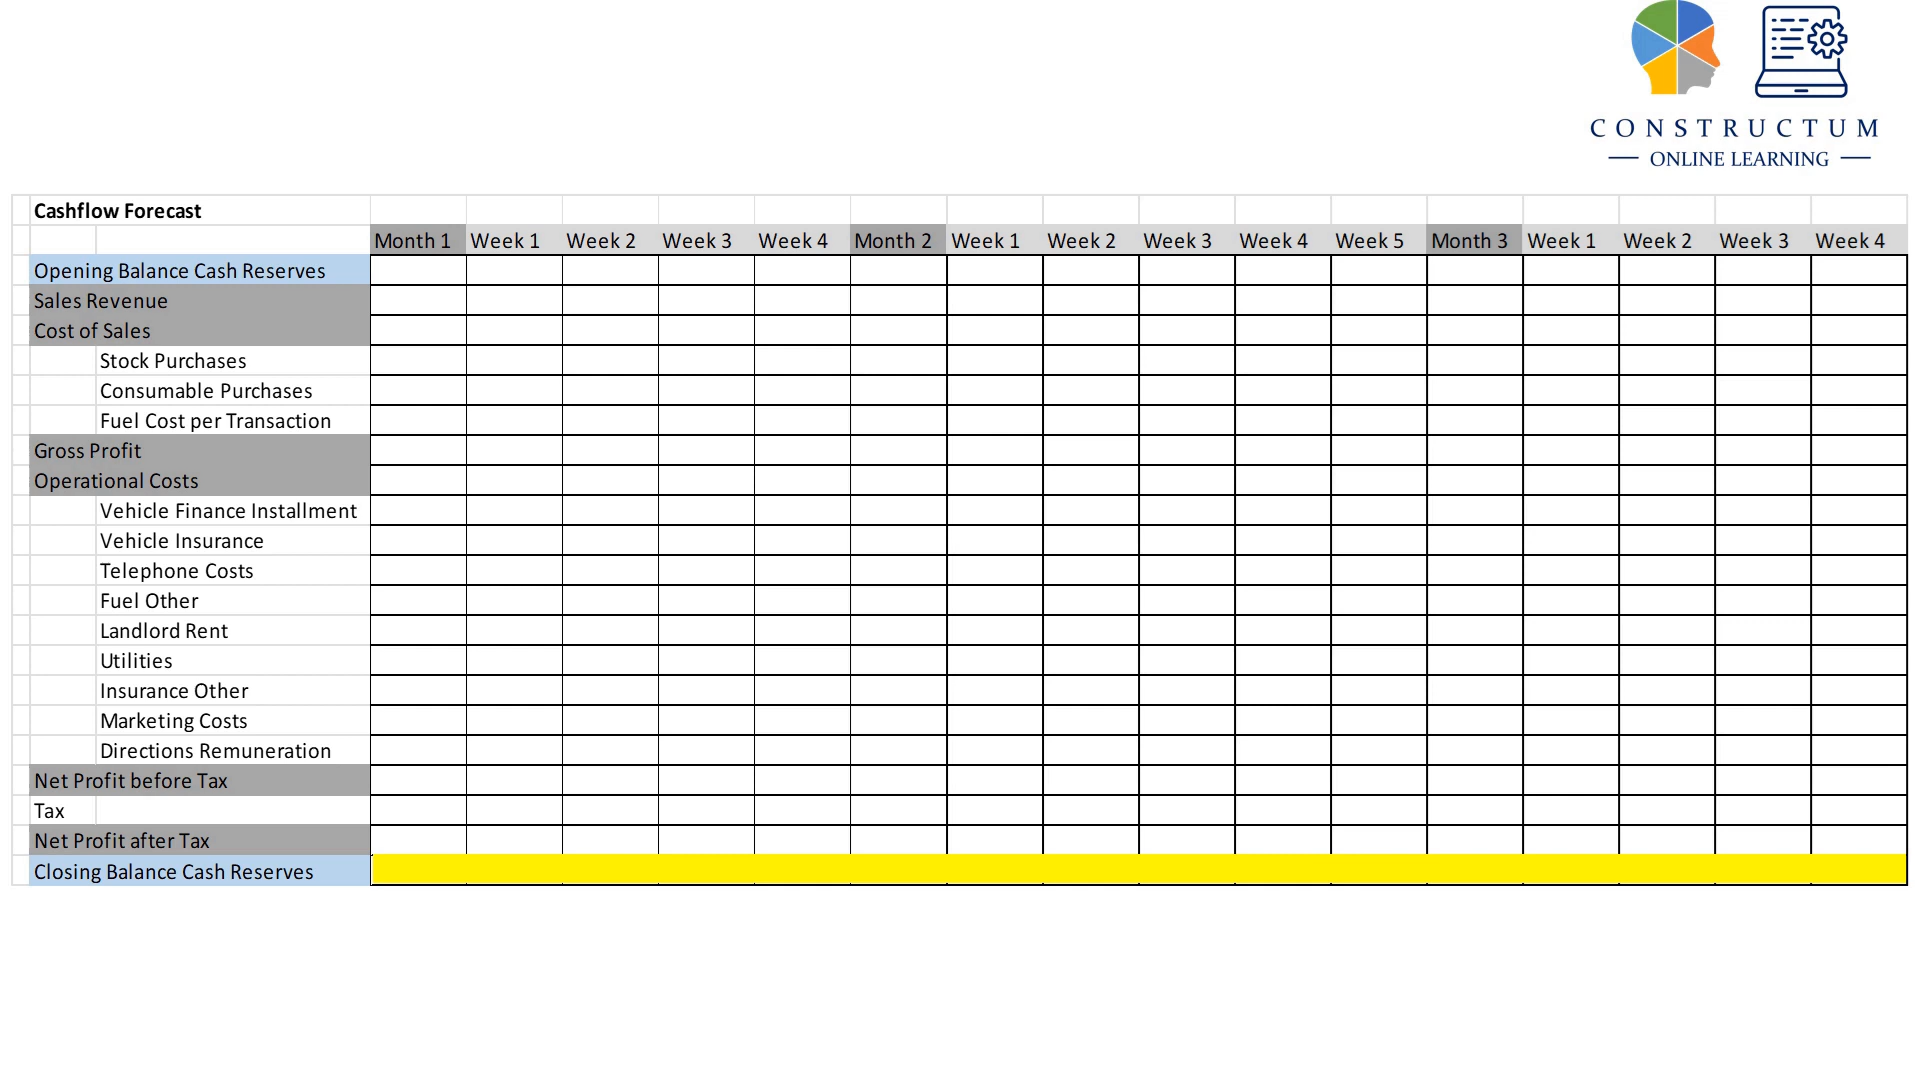 CONSTRUCTUM
ONLINE LEARNING
Cashflow Forecast
Month 1 Week 1 Week 2 Week 3 Week 4 Month 2 Week 1 Week 2 Week 3 Week 4 Week 5 Month 3 Week 1 Week 2 Week 3 Week 4
Opening Balance Cash Reserves
Sales Revenue
Cost of Sales
Stock Purchases
Consumable Purchases
Fuel Cost per Transaction
Gross Profit
Operational Costs
Vehicle Finance Installment
Vehicle Insurance
Telephone Costs
Fuel Other
Landlord Rent
Utilities
Insurance Other
Marketing Costs
Directions Remuneration
Net Profit before Tax
Tax
Net Profit after Tax
Closing Balance Cash Reserves